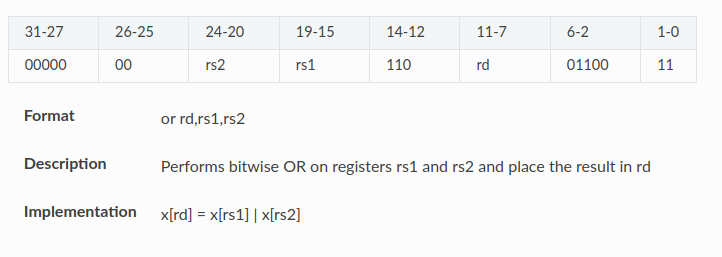 31-27 26-25 24-20 19-15 14-12 11-7 6-2 1-0
00000 00 rs2 rs1 110 rd 01100 11
Format or rd,rs1,rs2
Description Performs bitwise OR on registers rs1 and rs2 and place the result in rd
Implementation x[rd] = x[rs1] | x[rs2]